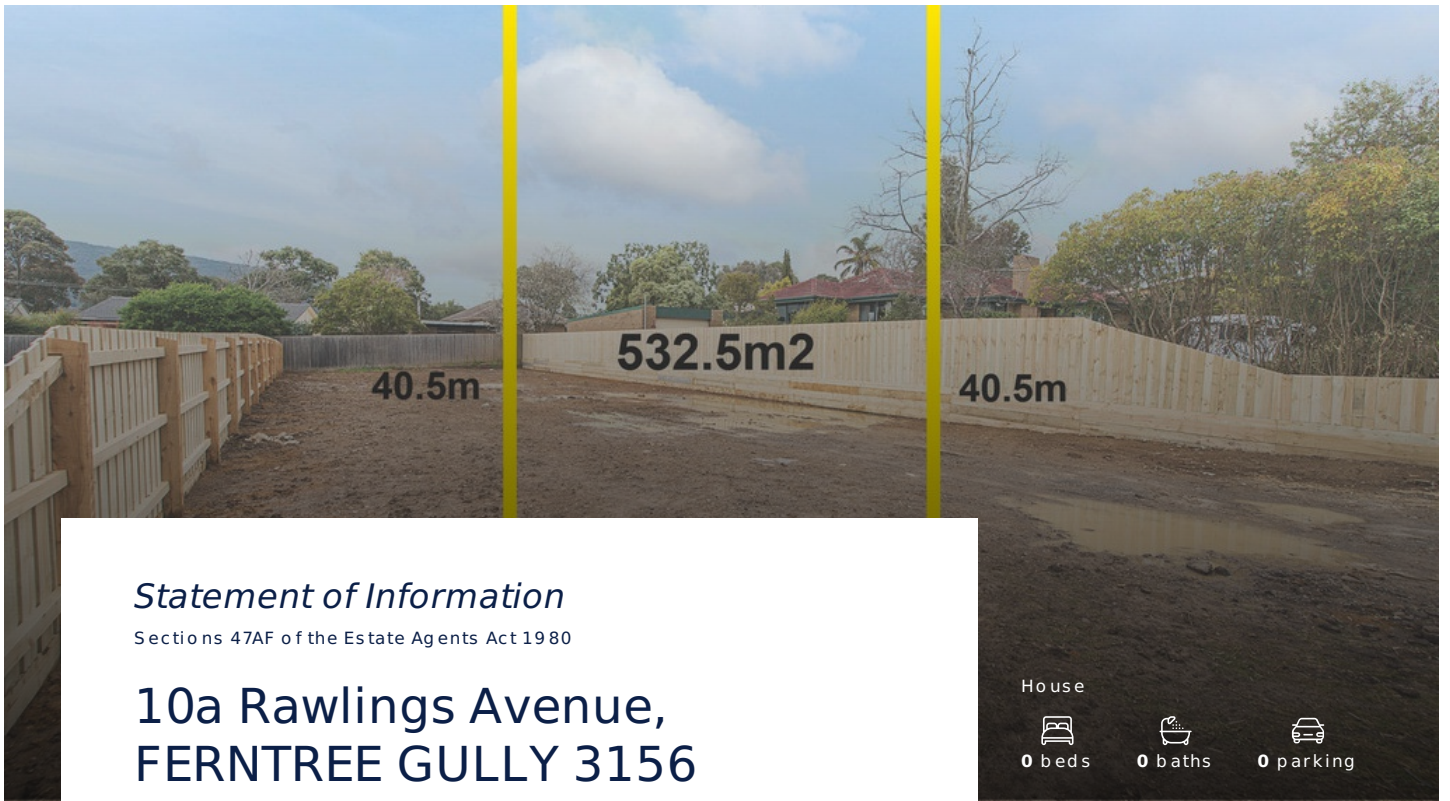 532.5m2
40.5m
40.5m
Statement of Information
Sections 47AF of the Estate Agents Act 1980
10a Rawlings Avenue,
FERNTREE GULLY 3156
House
0 beds 0 baths 0 parking